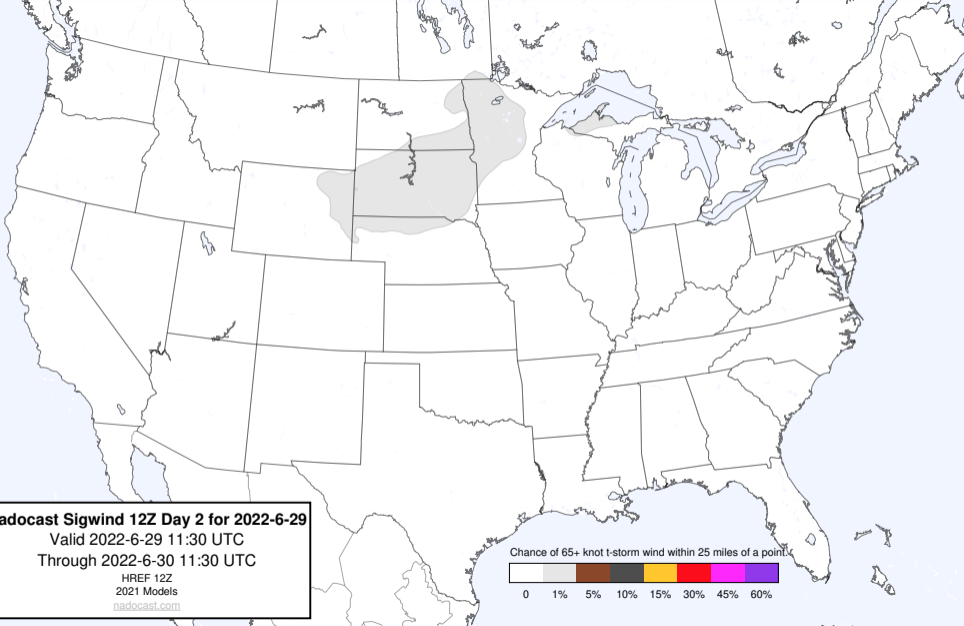 adocast Sigwind 12Z Day 2 for 2022-6-29
Valid 2022-6-29 11:30 UTC
Through 2022-6-30 11:30 UTC
HREF 12Z
2021 Models
nadocast.com
Chance of 65+ knot t-storm wind within 25 miles of a point.
0 1% 5% 10% 15% 30% 45% 60%